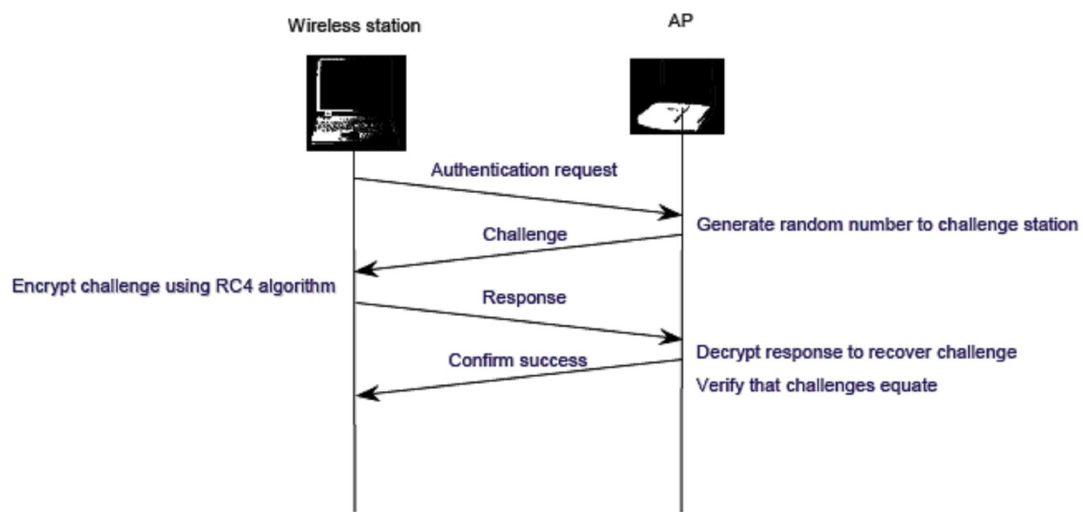 Wireless station
AP
Authentication request
Generate random number to challenge station
Challenge
Encrypt challenge using RC4 algorithm
Response
Decrypt response to recover challenge
Confirm success
Verify that challenges equate